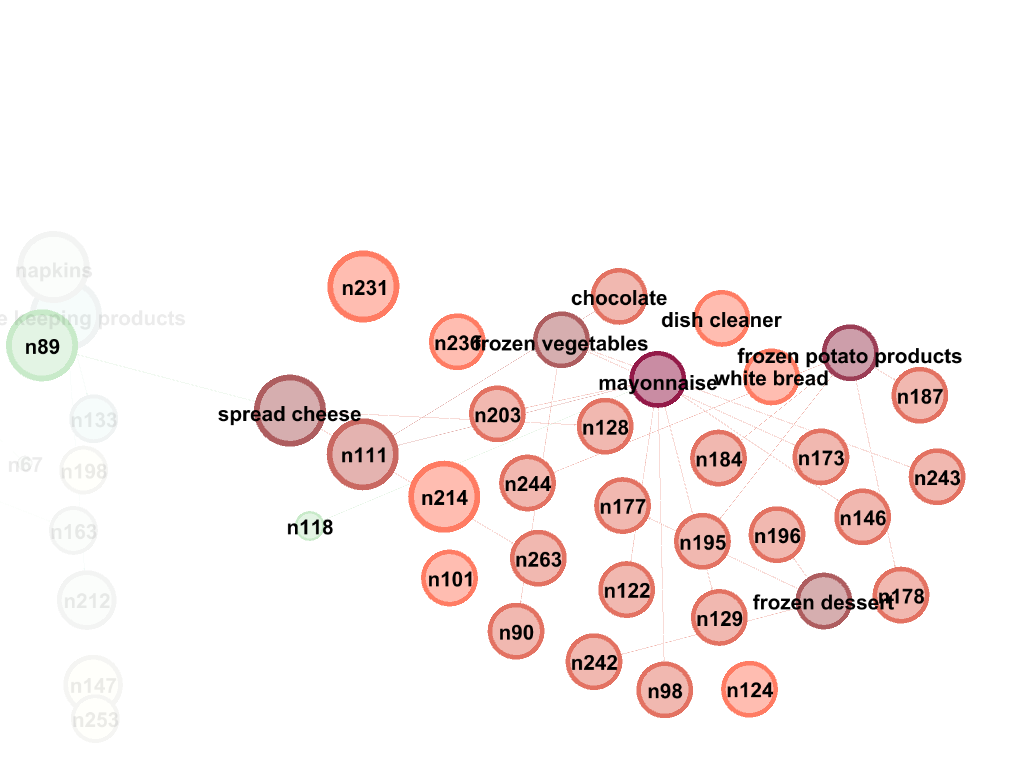 napkins
chocolate
n231
e keeping products
dish cleaner
n89
n236
frozen vegetables
frozen potato products
mayonnaise
white bread
n187
spread cheese
n203
n133
n128
n111
n184
n173
n67
n198
n214
n244
n243
n177
n118
n163
n146
n195
n196
n263
n101
n122
n212
frozen dessert
n178
n129
n90
n242
n147
n98
n124
n253